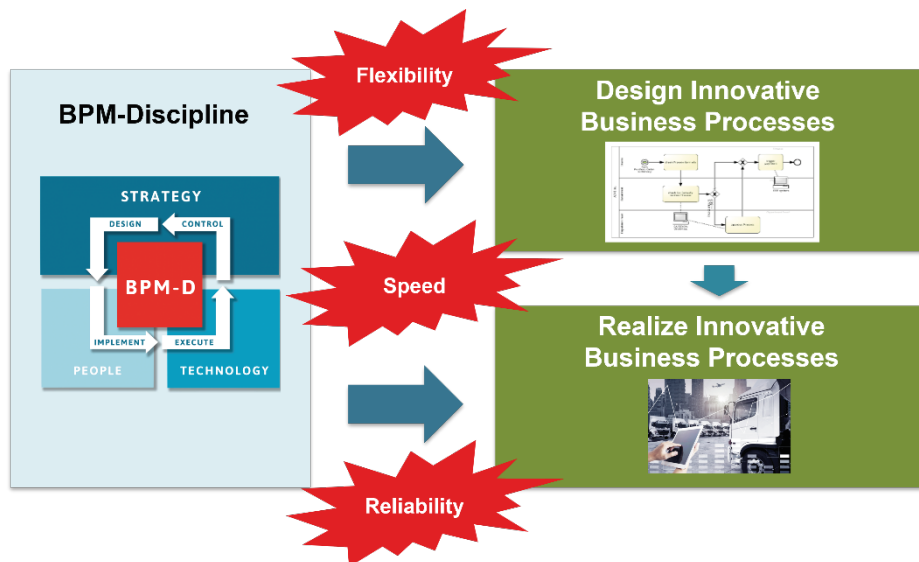 BPM-Discipline
STRATEGY
DESIGN
CONTROL
BPM-D
IMPLEMENT
EXECUTE
PEOPLE
TECHNOLOGY
Flexibility
Speed
Reliability
Design Innovative
Business Processes
Realize Innovative
Business Processes